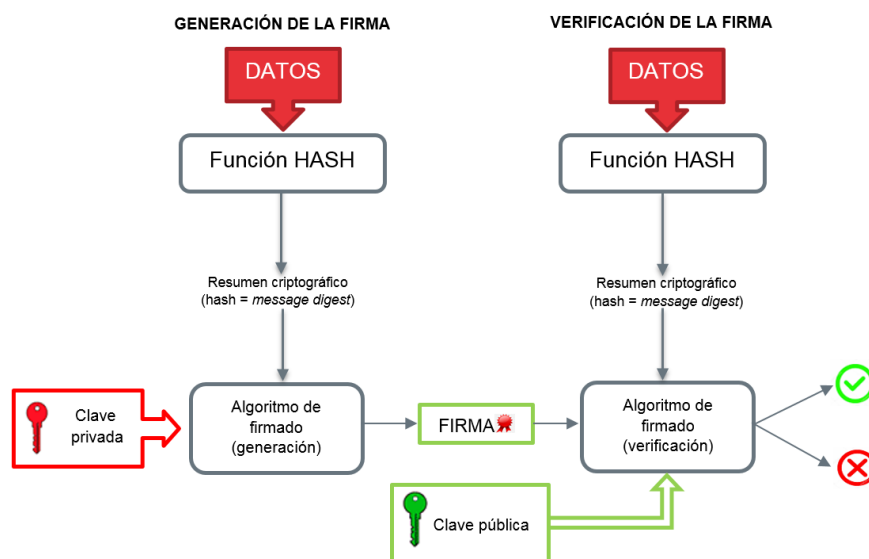 GENERACIÓN DE LA FIRMA
DATOS
Función HASH
Resumen criptográfico
(hash = message digest)
Clave
privada
Algoritmo de
firmado
(generación)
FIRMA
VERIFICACIÓN DE LA FIRMA
DATOS
Función HASH
Resumen criptográfico
(hash = message digest)
Algoritmo de
firmado
(verificación)
Clave pública